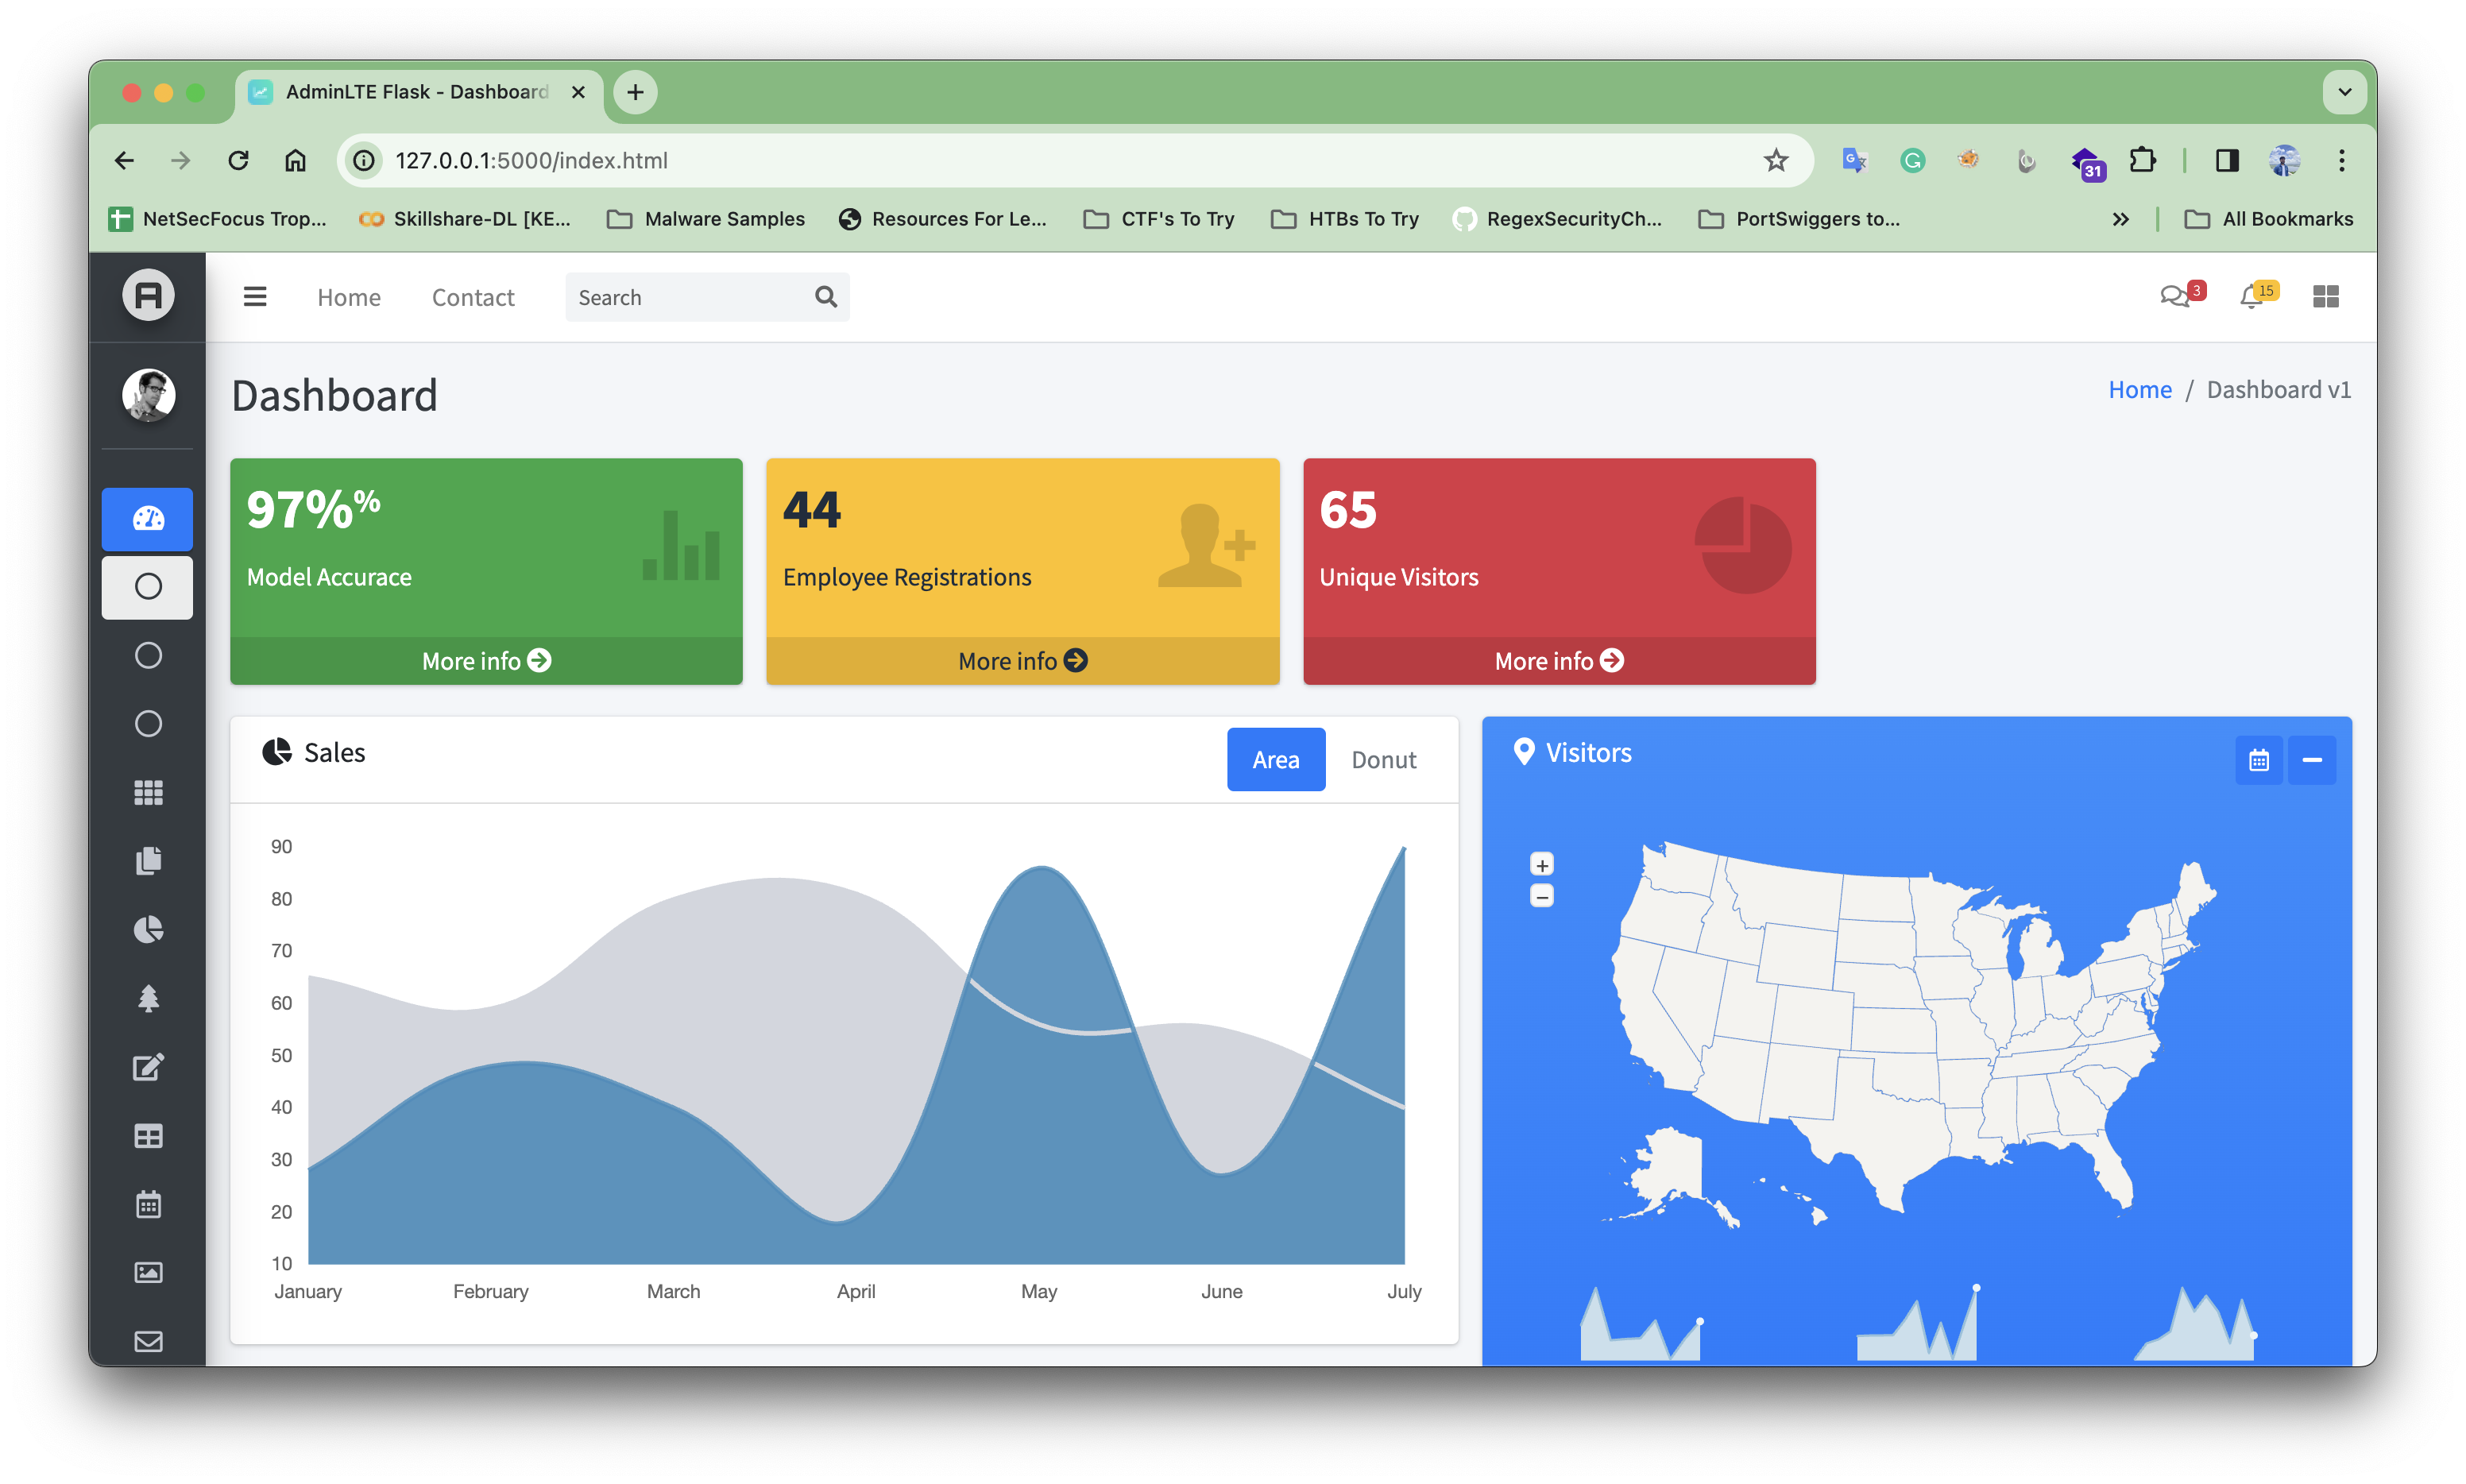 AdminLTE Flask - Dashboard
127.0.0.1:5000/index.html
31
NetSecFocus Trop...
Skillshare-DL [KE...
Malware Samples
Resources For Le...
CTF's To Try
HTBs To Try
RegexSecurityCh...
PortSwiggers to...
All Bookmarks
Home
Contact
Search
3
15
Dashboard
Home / Dashboard v1
97%%
Model Accurace
More info
44
Employee Registrations
More info
65
Unique Visitors
More info
Sales
Area
Donut
90
80
70
60
50
40
30
20
10
January
February
March
April
May
June
July
Visitors
+
−